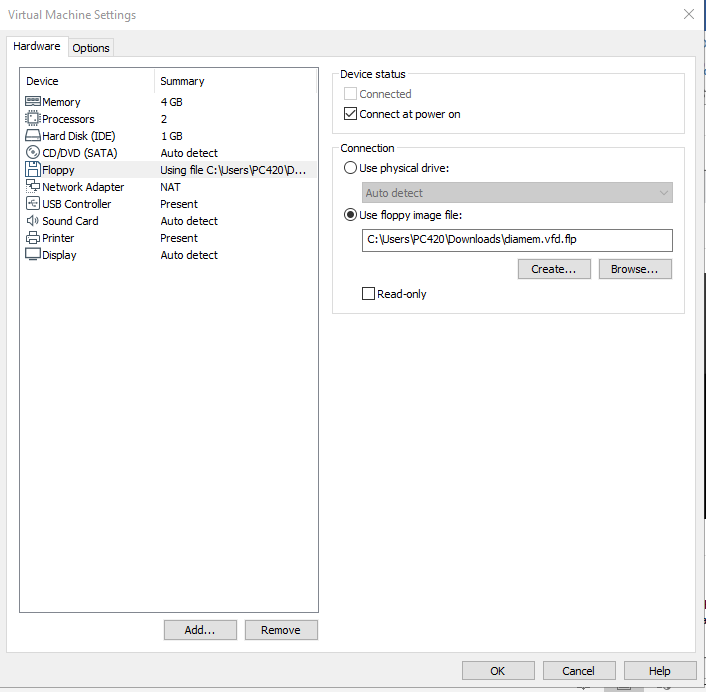 Virtual Machine Settings
Hardware
Options
Device Summary
Memory 4 GB
Processors 2
Hard Disk (IDE) 1 GB
CD/DVD (SATA) Auto detect
Floppy Using file C:\Users\PC420\D...
Network Adapter NAT
USB Controller Present
Sound Card Auto detect
Printer Present
Display Auto detect
Add... Remove
Device status
Connected
Connect at power on
Connection
Use physical drive:
Auto detect
Use floppy image file:
C:\Users\PC420\Downloads\diamem.vfd.flp
Create... Browse...
Read-only
OK Cancel Help